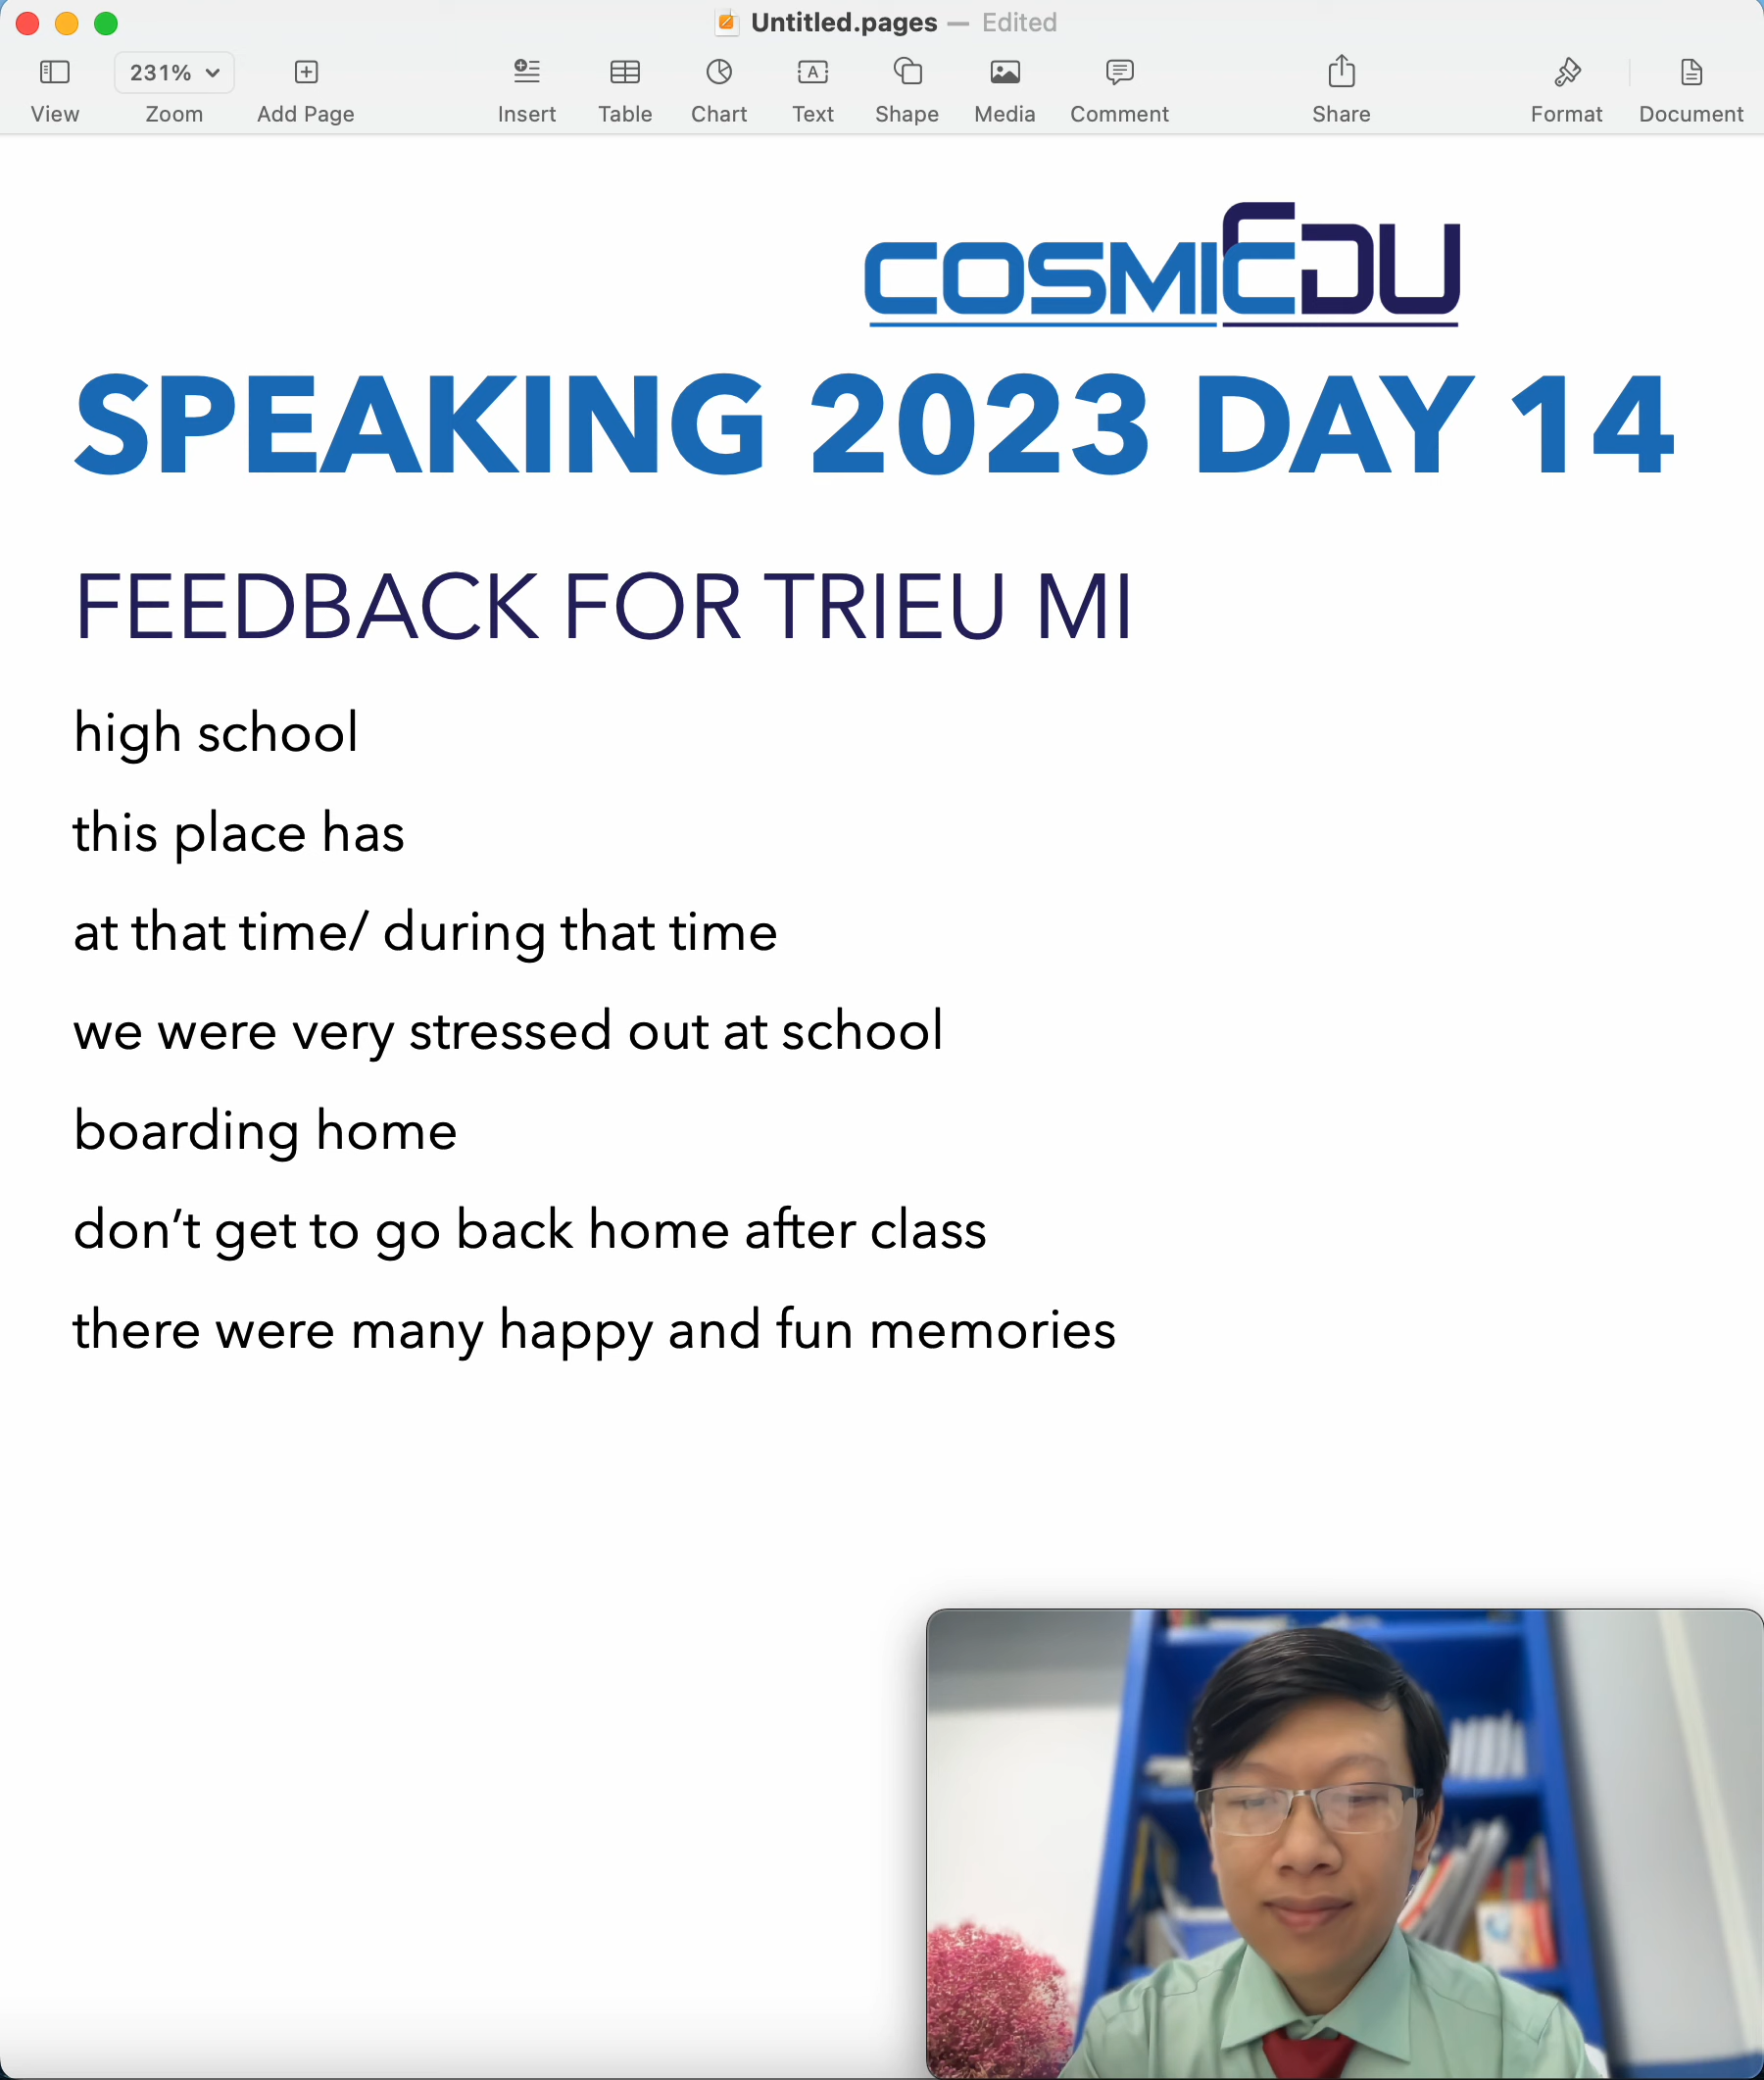 Untitled.pages — Edited
231%
View Zoom Add Page Insert Table Chart Text Shape Media Comment Share Format Document
COSMIEDU
SPEAKING 2023 DAY 14
FEEDBACK FOR TRIEU MI
high school
this place has
at that time/ during that time
we were very stressed out at school
boarding home
don’t get to go back home after class
there were many happy and fun memories